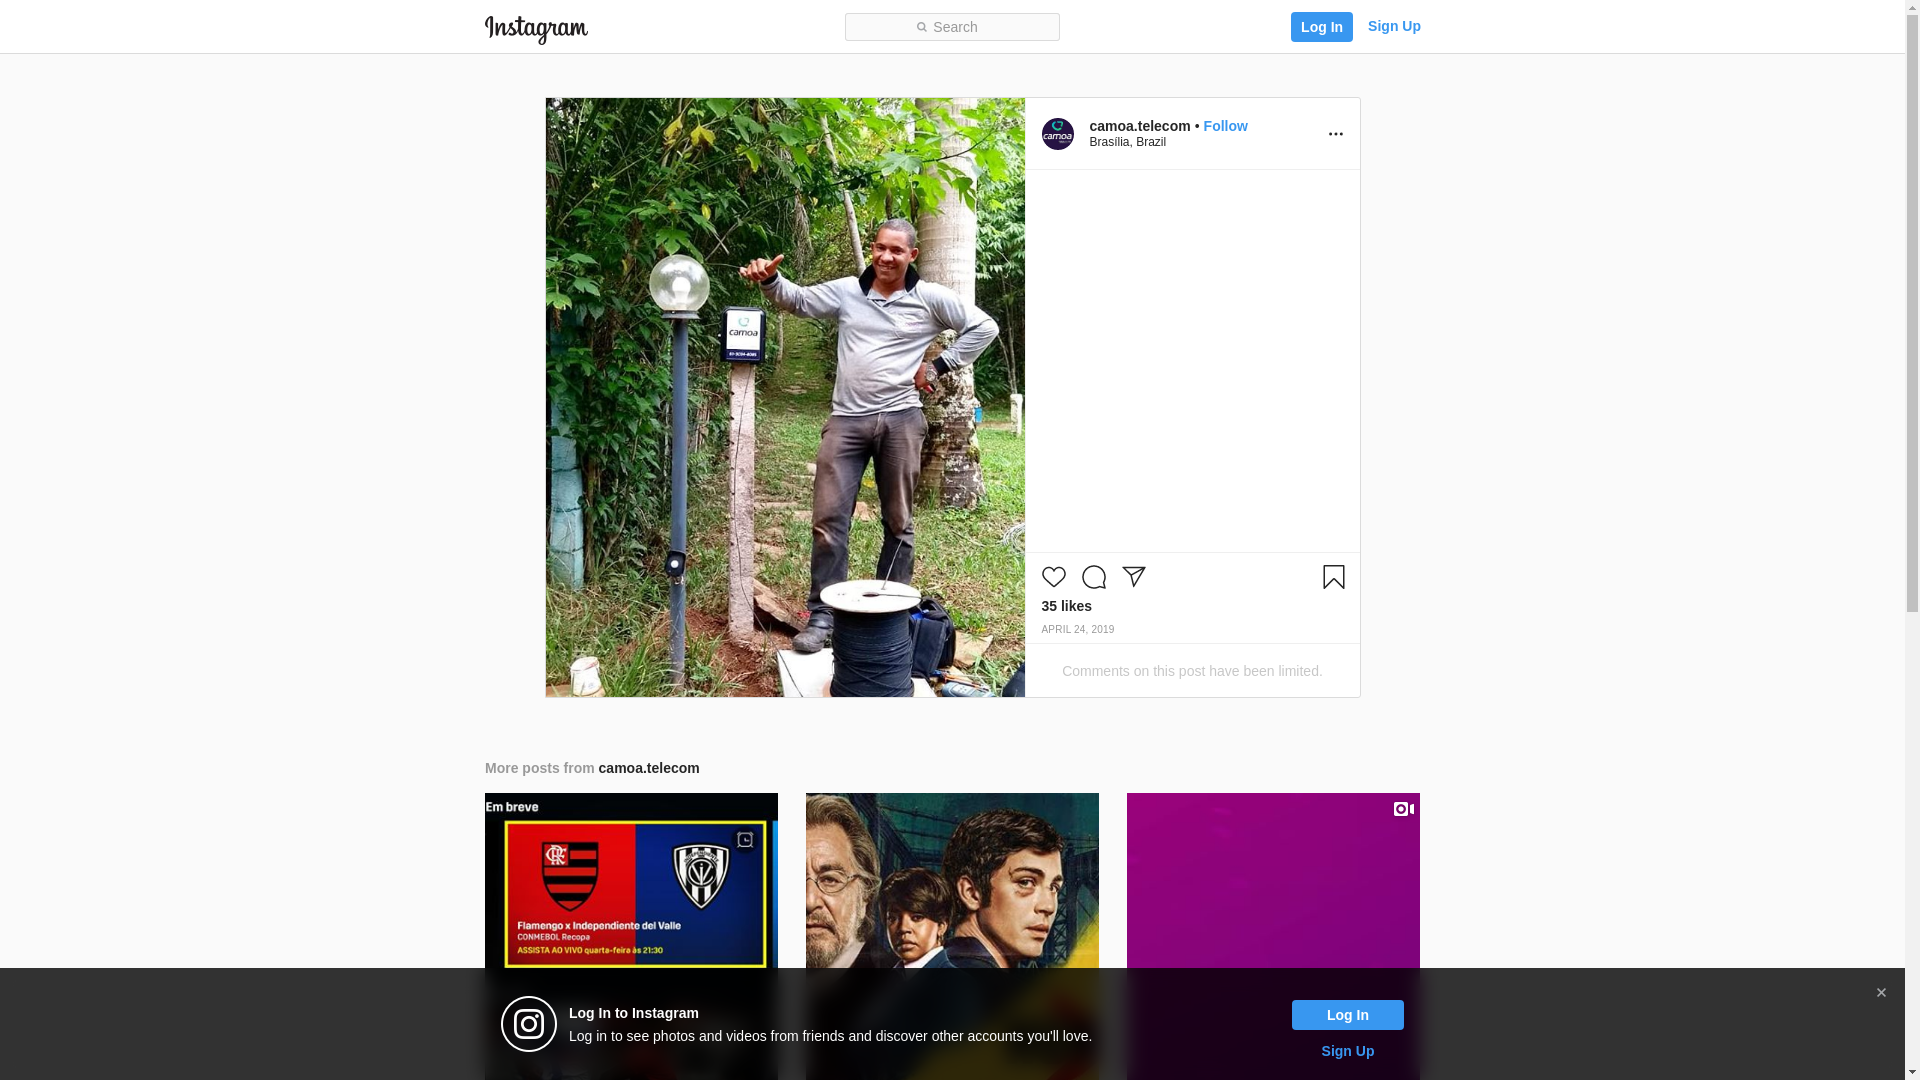 Instagram
Search
Log In
Sign Up
camoa.telecom • Follow
Brasília, Brazil
camoa
camoa
35 likes
APRIL 24, 2019
Comments on this post have been limited.
More posts from camoa.telecom
Em breve
Flamengo x Independiente del Valle
CONMEBOL Recopa
ASSISTA AO VIVO quarta-feira às 21:30
Log In to Instagram
Log in to see photos and videos from friends and discover other accounts you'll love.
Log In
Sign Up